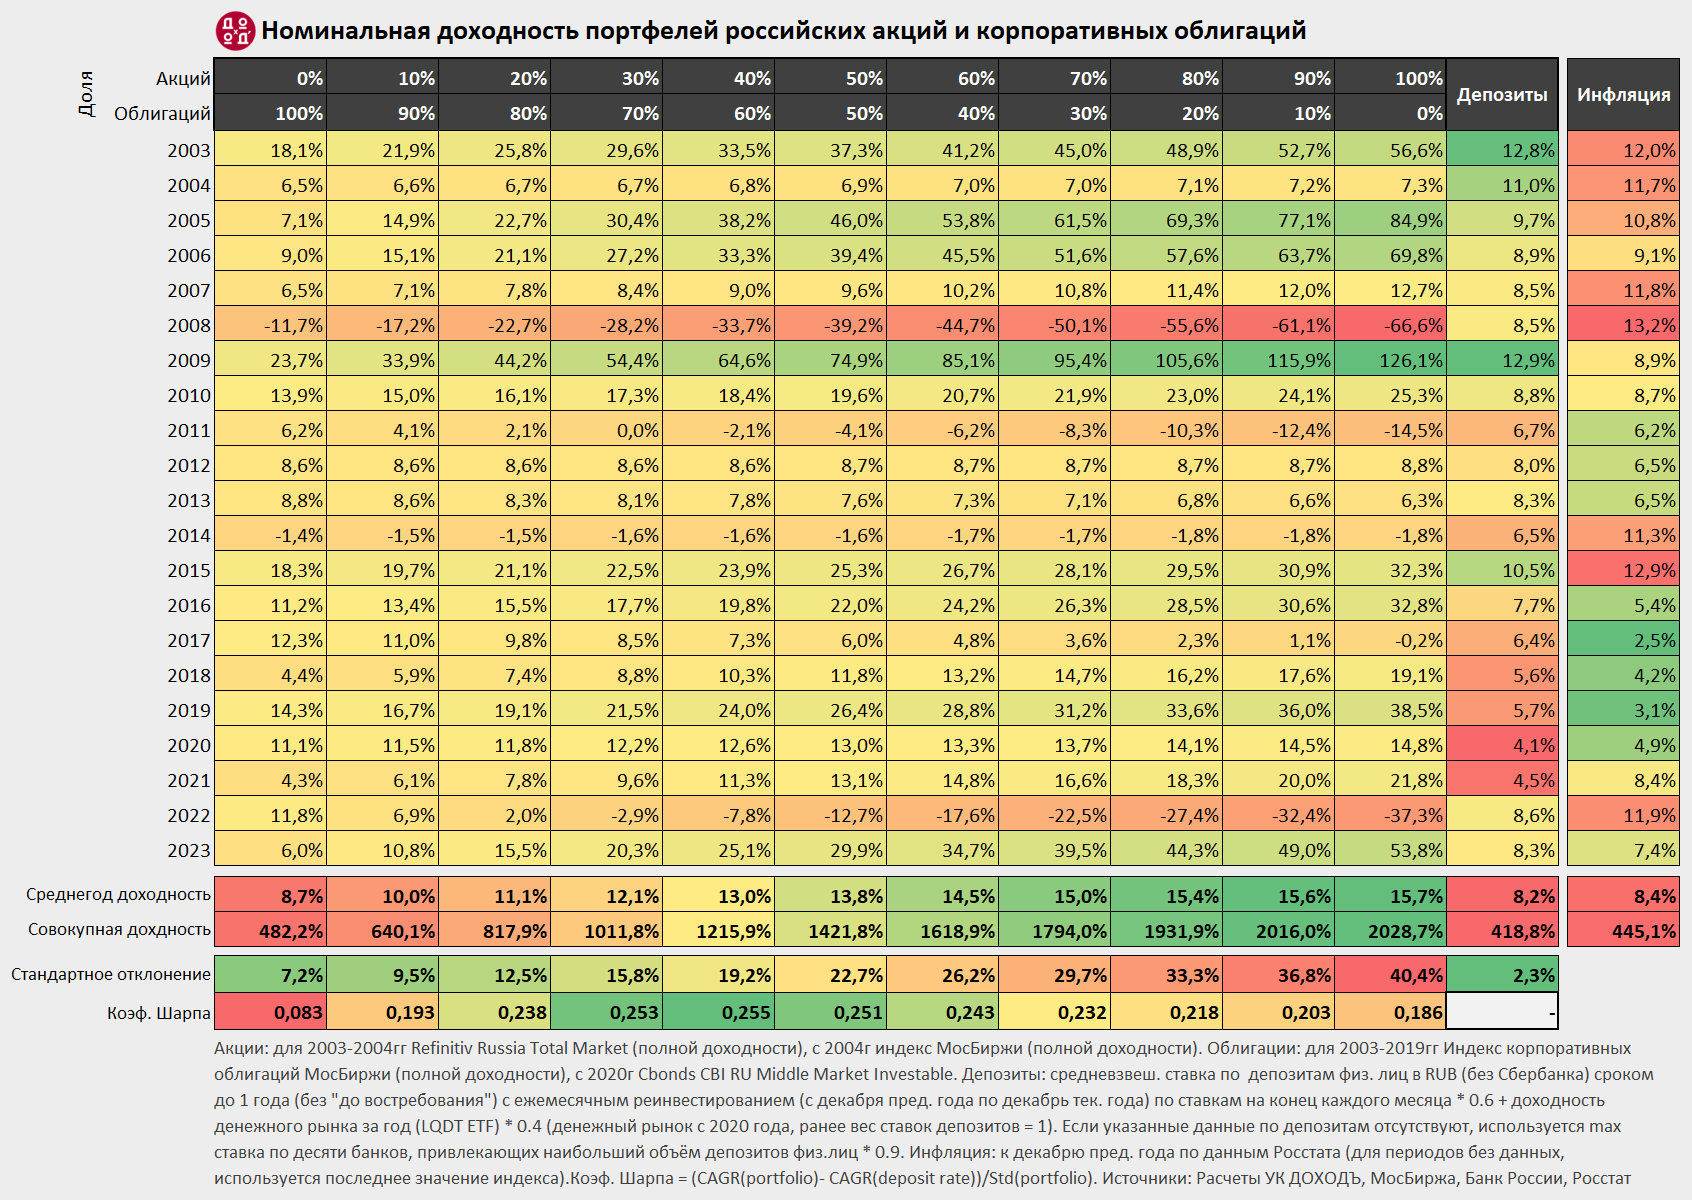 ДОХОДЪ Номинальная доходность портфелей российских акций и корпоративных облигаций
Доля
Акций 0% 10% 20% 30% 40% 50% 60% 70% 80% 90% 100% Депозиты Инфляция
Облигаций 100% 90% 80% 70% 60% 50% 40% 30% 20% 10% 0%
2003 18,1% 21,9% 25,8% 29,6% 33,5% 37,3% 41,2% 45,0% 48,9% 52,7% 56,6% 12,8% 12,0%
2004 6,5% 6,6% 6,7% 6,7% 6,8% 6,9% 7,0% 7,0% 7,1% 7,2% 7,3% 11,0% 11,7%
2005 7,1% 14,9% 22,7% 30,4% 38,2% 46,0% 53,8% 61,5% 69,3% 77,1% 84,9% 9,7% 10,8%
2006 9,0% 15,1% 21,1% 27,2% 33,3% 39,4% 45,5% 51,6% 57,6% 63,7% 69,8% 8,9% 9,1%
2007 6,5% 7,1% 7,8% 8,4% 9,0% 9,6% 10,2% 10,8% 11,4% 12,0% 12,7% 8,5% 11,8%
2008 -11,7% -17,2% -22,7% -28,2% -33,7% -39,2% -44,7% -50,1% -55,6% -61,1% -66,6% 8,5% 13,2%
2009 23,7% 33,9% 44,2% 54,4% 64,6% 74,9% 85,1% 95,4% 105,6% 115,9% 126,1% 12,9% 8,9%
2010 13,9% 15,0% 16,1% 17,3% 18,4% 19,6% 20,7% 21,9% 23,0% 24,1% 25,3% 8,8% 8,7%
2011 6,2% 4,1% 2,1% 0,0% -2,1% -4,1% -6,2% -8,3% -10,3% -12,4% -14,5% 6,7% 6,2%
2012 8,6% 8,6% 8,6% 8,6% 8,6% 8,7% 8,7% 8,7% 8,7% 8,7% 8,8% 8,0% 6,5%
2013 8,8% 8,6% 8,3% 8,1% 7,8% 7,6% 7,3% 7,1% 6,8% 6,6% 6,3% 8,3% 6,5%
2014 -1,4% -1,5% -1,5% -1,6% -1,6% -1,6% -1,7% -1,7% -1,8% -1,8% -1,8% 6,5% 11,3%
2015 18,3% 19,7% 21,1% 22,5% 23,9% 25,3% 26,7% 28,1% 29,5% 30,9% 32,3% 10,5% 12,9%
2016 11,2% 13,4% 15,5% 17,7% 19,8% 22,0% 24,2% 26,3% 28,5% 30,6% 32,8% 7,7% 5,4%
2017 12,3% 11,0% 9,8% 8,5% 7,3% 6,0% 4,8% 3,6% 2,3% 1,1% -0,2% 6,4% 2,5%
2018 4,4% 5,9% 7,4% 8,8% 10,3% 11,8% 13,2% 14,7% 16,2% 17,6% 19,1% 5,6% 4,2%
2019 14,3% 16,7% 19,1% 21,5% 24,0% 26,4% 28,8% 31,2% 33,6% 36,0% 38,5% 5,7% 3,1%
2020 11,1% 11,5% 11,8% 12,2% 12,6% 13,0% 13,3% 13,7% 14,1% 14,5% 14,8% 4,1% 4,9%
2021 4,3% 6,1% 7,8% 9,6% 11,3% 13,1% 14,8% 16,6% 18,3% 20,0% 21,8% 4,5% 8,4%
2022 11,8% 6,9% 2,0% -2,9% -7,8% -12,7% -17,6% -22,5% -27,4% -32,4% -37,3% 8,6% 11,9%
2023 6,0% 10,8% 15,5% 20,3% 25,1% 29,9% 34,7% 39,5% 44,3% 49,0% 53,8% 8,3% 7,4%
Среднегод доходность 8,7% 10,0% 11,1% 12,1% 13,0% 13,8% 14,5% 15,0% 15,4% 15,6% 15,7% 8,2% 8,4%
Совокупная дохдность 482,2% 640,1% 817,9% 1011,8% 1215,9% 1421,8% 1618,9% 1794,0% 1931,9% 2016,0% 2028,7% 418,8% 445,1%
Стандартное отклонение 7,2% 9,5% 12,5% 15,8% 19,2% 22,7% 26,2% 29,7% 33,3% 36,8% 40,4% 2,3%
Коэф. Шарпа 0,083 0,193 0,238 0,253 0,255 0,251 0,243 0,232 0,218 0,203 0,186 -
Акции: для 2003-2004гг Refinitiv Russia Total Market (полной доходности), с 2004г индекс МосБиржи (полной доходности). Облигации: для 2003-2019гг Индекс корпоративных
облигаций МосБиржи (полной доходности), с 2020г Cbonds CBI RU Middle Market Investable. Депозиты: средневзвеш. ставка по депозитам физ. лиц в RUB (без Сбербанка) сроком
до 1 года (без "до востребования") с ежемесячным реинвестированием (с декабря пред. года по декабрь тек. года) по ставкам на конец каждого месяца * 0.6 + доходность
денежного рынка за год (LQDT ETF) * 0.4 (денежный рынок с 2020 года, ранее вес ставок депозитов = 1). Если указанные данные по депозитам отсутствуют, используется max
ставка по десяти банков, привлекающих наибольший объём депозитов физ.лиц * 0.9. Инфляция: к декабрю пред. года по данным Росстата (для периодов без данных,
используется последнее значение индекса).Коэф. Шарпа = (CAGR(portfolio)- CAGR(deposit rate))/Std(portfolio). Источники: Расчеты УК ДОХОДЪ, МосБиржа, Банк России, Росстат